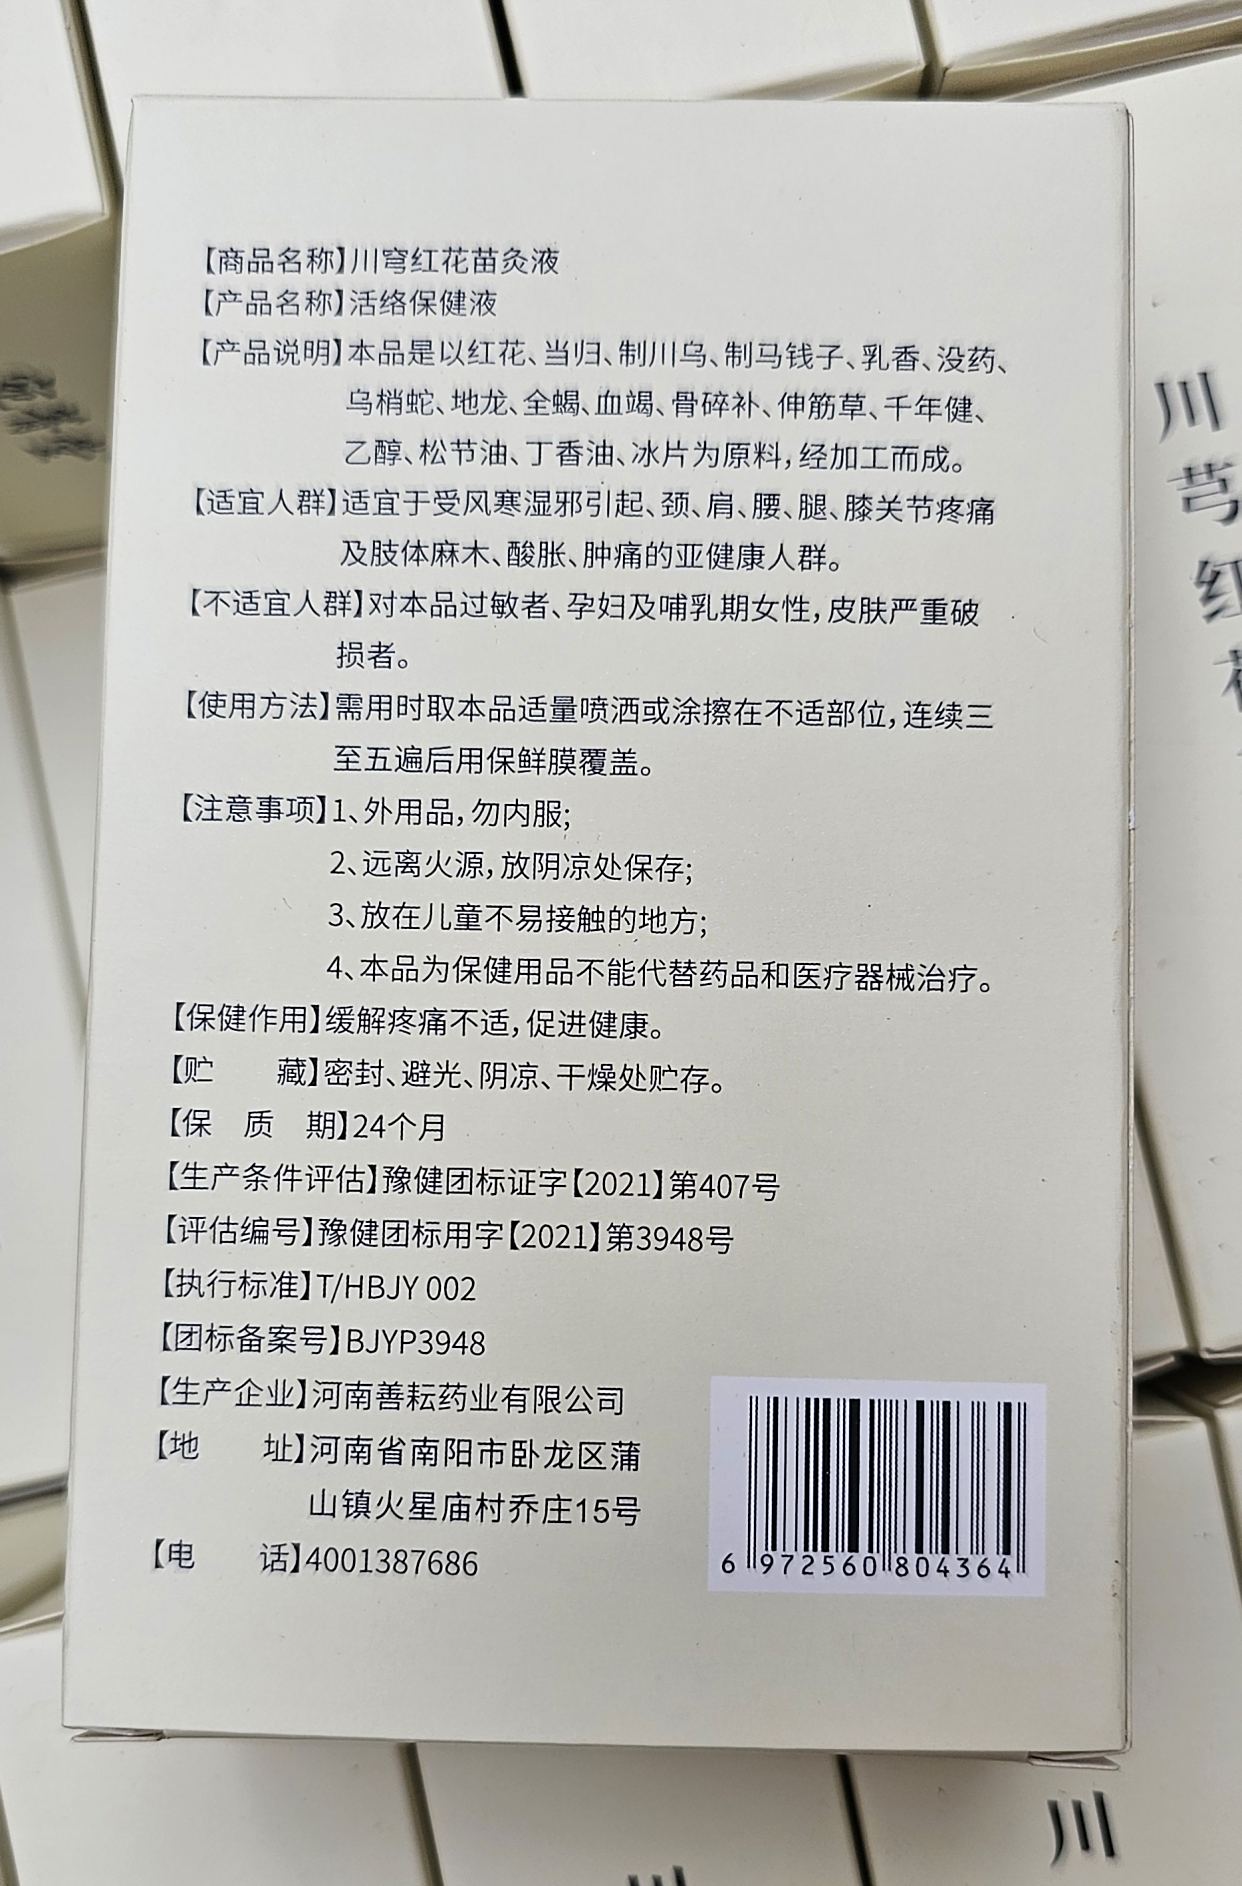 【商品名称】川穹红花苗灸液
【产品名称】活络保健液
【产品说明】本品是以红花、当归、制川乌、制马钱子、乳香、没药、
乌梢蛇、地龙、全蝎、血竭、骨碎补、伸筋草、千年健、
乙醇、松节油、丁香油、冰片为原料，经加工而成。
【适宜人群】适宜于受风寒湿邪引起、颈、肩、腰、腿、膝关节疼痛
及肢体麻木、酸胀、肿痛的亚健康人群。
【不适宜人群】对本品过敏者、孕妇及哺乳期女性，皮肤严重破
损者。
【使用方法】需用时取本品适量喷洒或涂擦在不适部位，连续三
至五遍后用保鲜膜覆盖。
【注意事项】1、外用品，勿内服;
2、远离火源，放阴凉处保存;
3、放在儿童不易接触的地方;
4、本品为保健用品不能代替药品和医疗器械治疗。
【保健作用】缓解疼痛不适，促进健康。
【贮 藏】密封、避光、阴凉、干燥处贮存。
【保 质 期】24个月
【生产条件评估】豫健团标证字【2021】第407号
【评估编号】豫健团标用字【2021】第3948号
【执行标准】T/HBJY 002
【团标备案号】BJYP3948
【生产企业】河南善耘药业有限公司
【地 址】河南省南阳市卧龙区蒲
山镇火星庙村乔庄15号
【电 话】4001387686
6 972560 804364
川
芎
红
川